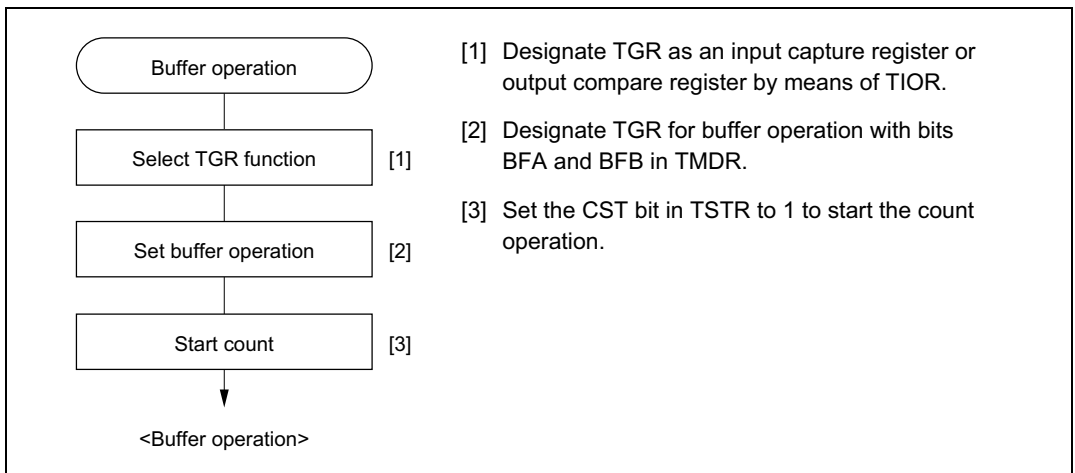 Buffer operation
Select TGR function
[1]
Set buffer operation
[2]
Start count
[3]
<Buffer operation>
[1] Designate TGR as an input capture register or
output compare register by means of TIOR.
[2] Designate TGR for buffer operation with bits
BFA and BFB in TMDR.
[3] Set the CST bit in TSTR to 1 to start the count
operation.